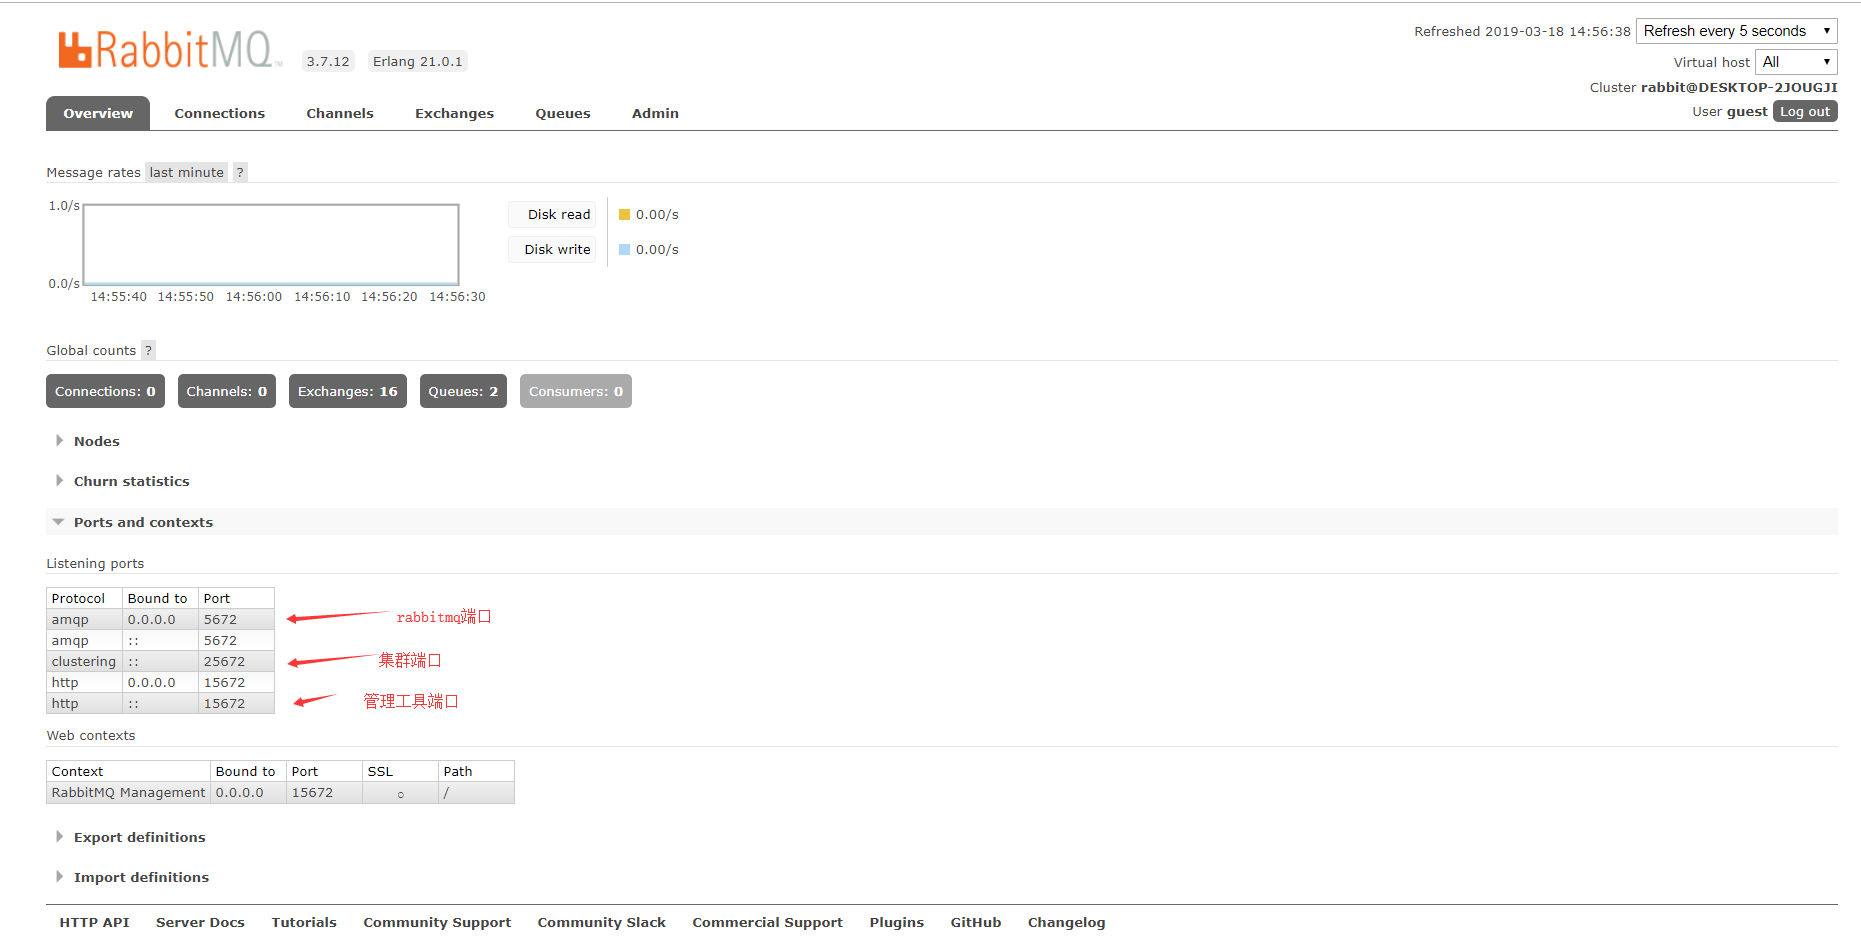 RabbitMQ TM 3.7.12 Erlang 21.0.1
Refreshed 2019-03-18 14:56:38 Refresh every 5 seconds
Virtual host All
Cluster rabbit@DESKTOP-2JOUGJI
User guest Log out
Overview Connections Channels Exchanges Queues Admin
Message rates last minute ?
1.0/s
0.0/s
14:55:40 14:55:50 14:56:00 14:56:10 14:56:20 14:56:30
Disk read 0.00/s
Disk write 0.00/s
Global counts ?
Connections: 0 Channels: 0 Exchanges: 16 Queues: 2 Consumers: 0
Nodes
Churn statistics
Ports and contexts
Listening ports
Protocol Bound to Port
amqp 0.0.0.0 5672 rabbitmq端口
amqp :: 5672
clustering :: 25672 集群端口
http 0.0.0.0 15672
http :: 15672 管理工具端口
Web contexts
Context Bound to Port SSL Path
RabbitMQ Management 0.0.0.0 15672 ○ /
Export definitions
Import definitions
HTTP API Server Docs Tutorials Community Support Community Slack Commercial Support Plugins GitHub Changelog